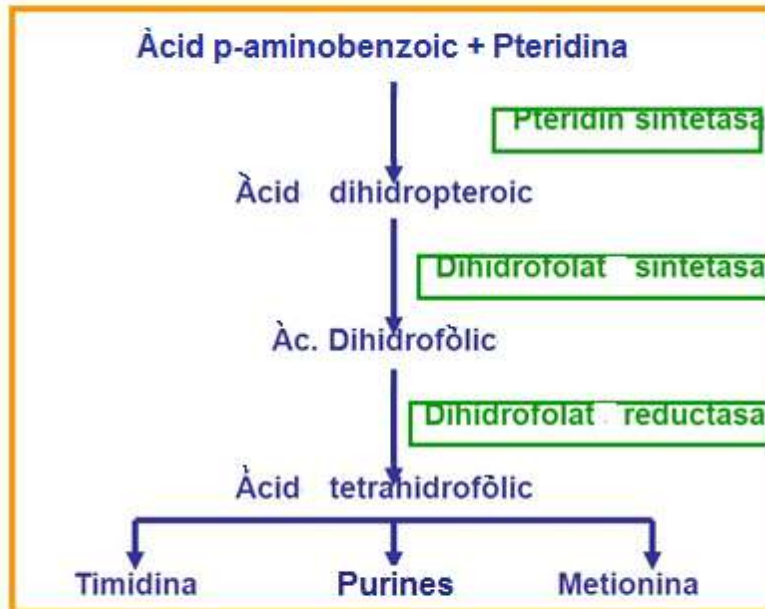 Àcid p-aminobenzoic + Pteridina
Pteridin sintetasa
Àcid dihidropteroic
Dihidrofolat sintetasa
Àc. Dihidrofòlic
Dihidrofolat reductasa
Àcid tetrahidrofòlic
Timidina Purines Metionina